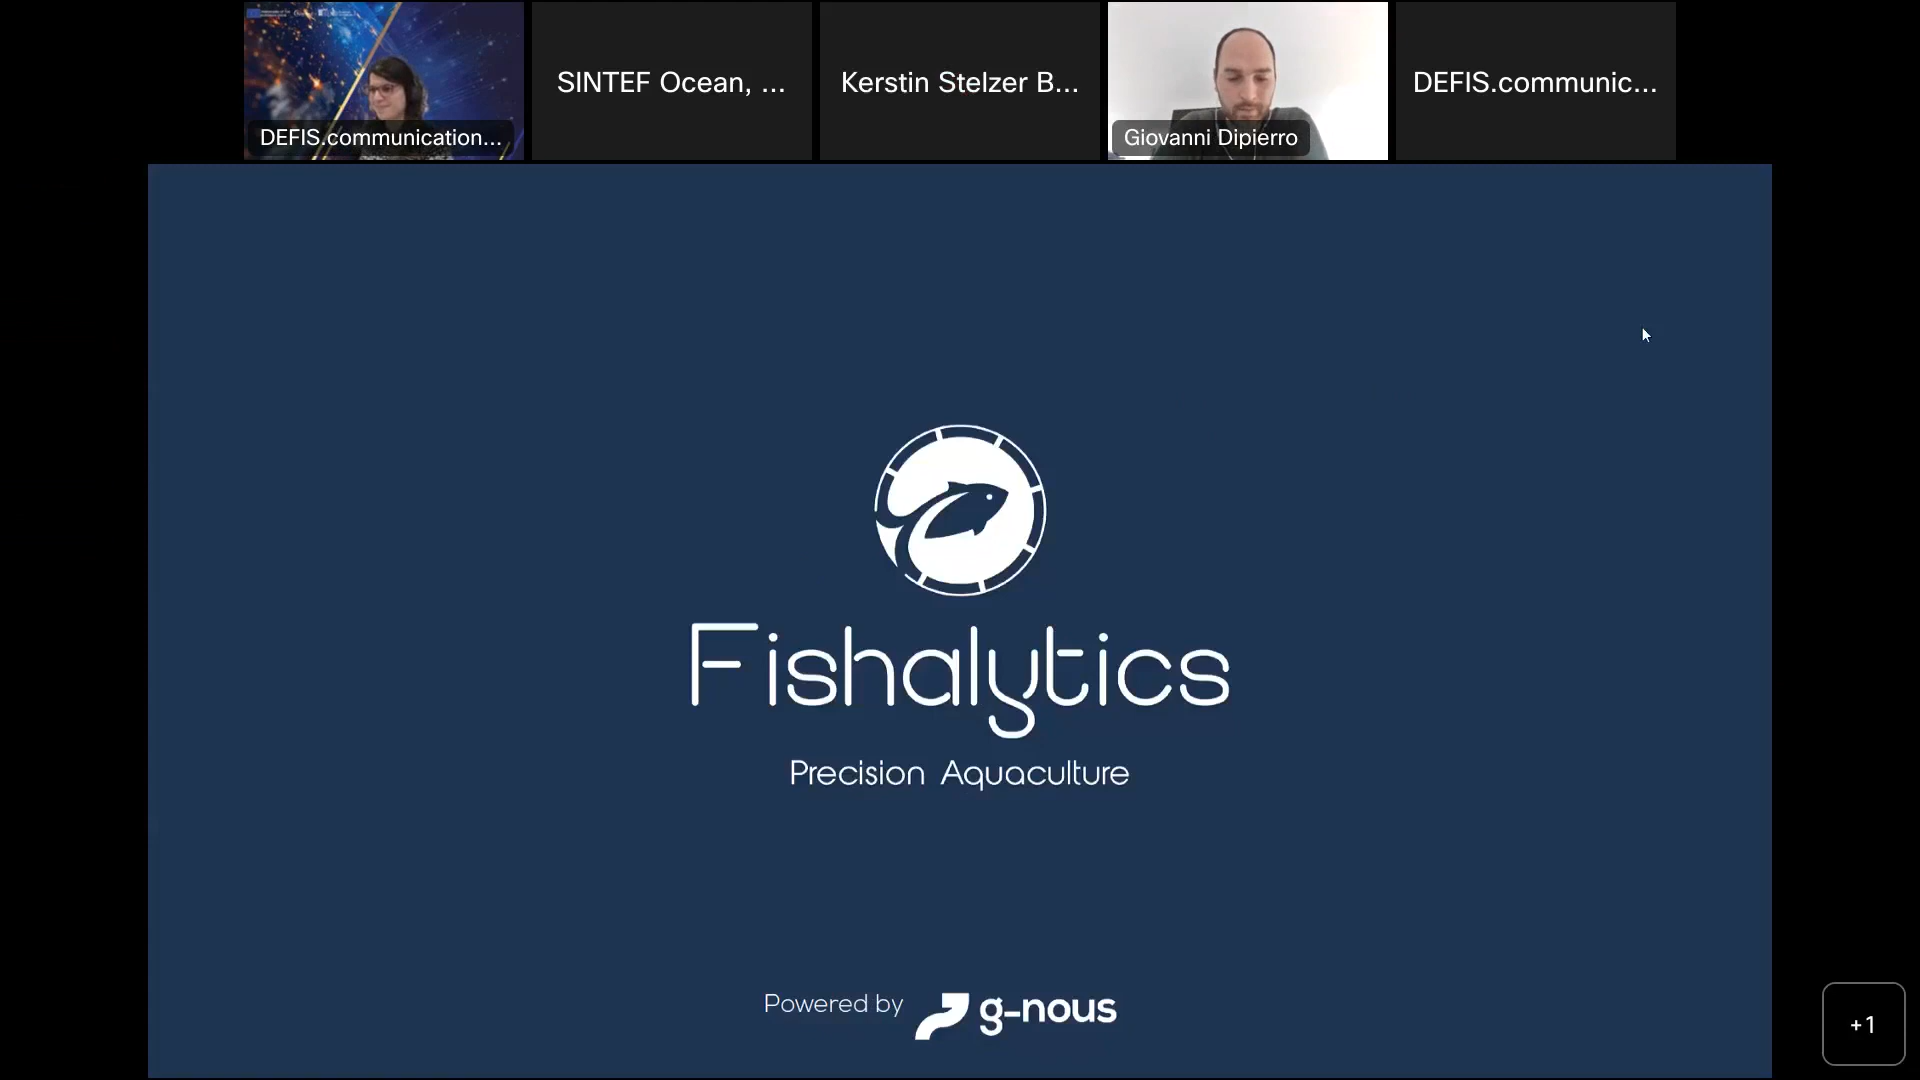 DEFIS.communication...
SINTEF Ocean, ...
Kerstin Stelzer B...
Giovanni Dipierro
DEFIS.communic...
Fishalytics
Precision Aquaculture
Powered by g-nous
+1